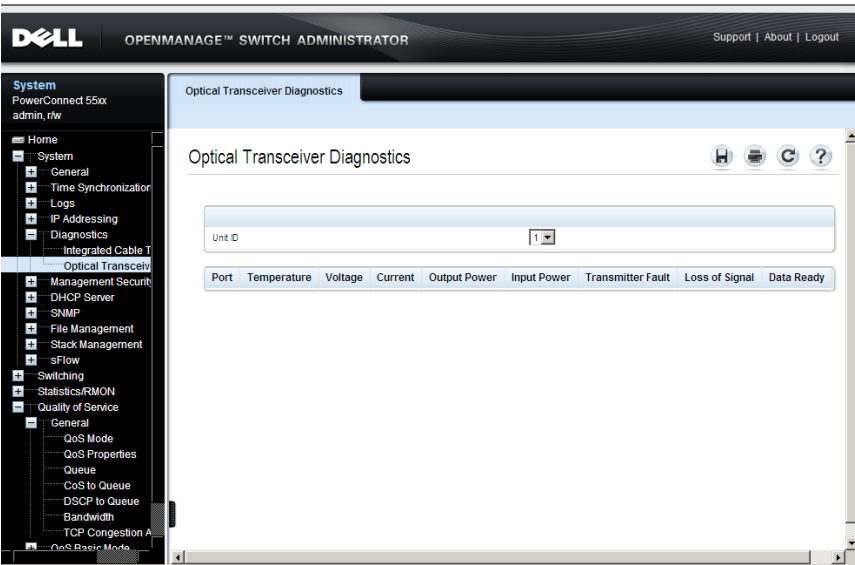 DELL OPENMANAGE™ SWITCH ADMINISTRATOR
Support | About | Logout
System
PowerConnect 55xx
admin, r/w
Home
System
General
Time Synchronization
Logs
IP Addressing
Diagnostics
Integrated Cable T
Optical Transceiv
Management Securit
DHCP Server
SNMP
File Management
Stack Management
sFlow
Switching
Statistics/RMON
Quality of Service
General
QoS Mode
QoS Properties
Queue
CoS to Queue
DSCP to Queue
Bandwidth
TCP Congestion A
QoS Basic Mode
Optical Transceiver Diagnostics
Optical Transceiver Diagnostics
Unit ID 1
Port Temperature Voltage Current Output Power Input Power Transmitter Fault Loss of Signal Data Ready